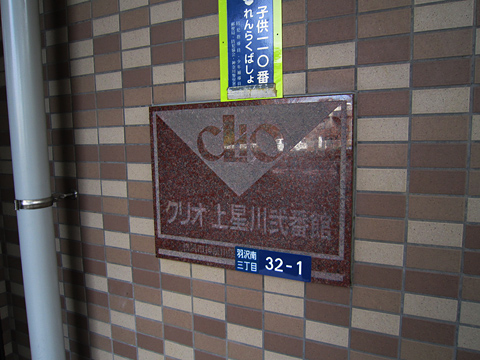 子供一一〇番
れんらくばしょ
clio
クリオ上星川弐番館
羽沢南
三丁目
32-1